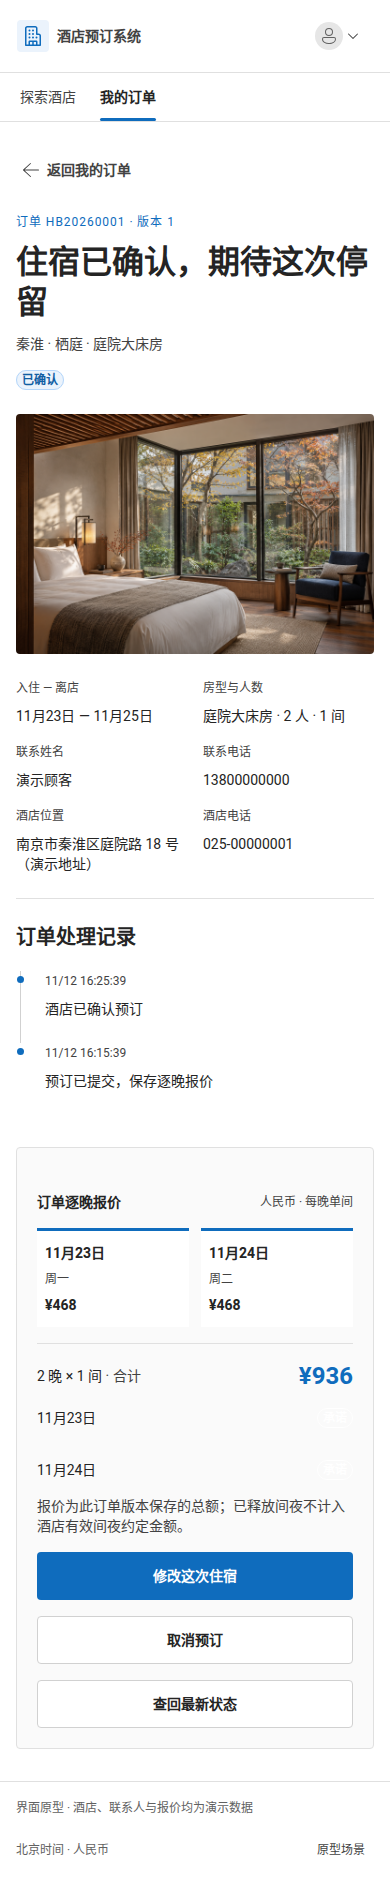 酒店预订系统
探索酒店
我的订单
返回我的订单
订单 HB20260001 · 版本 1
住宿已确认，期待这次停
留
秦淮 · 栖庭 · 庭院大床房
已确认
入住 — 离店
房型与人数
11月23日 — 11月25日
庭院大床房 · 2 人 · 1 间
联系姓名
联系电话
演示顾客
13800000000
酒店位置
酒店电话
南京市秦淮区庭院路 18 号
（演示地址）
025-00000001
订单处理记录
11/12 16:25:39
酒店已确认预订
11/12 16:15:39
预订已提交，保存逐晚报价
订单逐晚报价
人民币 · 每晚单间
11月23日
周一
¥468
11月24日
周二
¥468
2 晚 × 1 间 · 合计
¥936
11月23日
11月24日
报价为此订单版本保存的总额；已释放间夜不计入
酒店有效间夜约定金额。
修改这次住宿
取消预订
查回最新状态
界面原型 · 酒店、联系人与报价均为演示数据
北京时间 · 人民币
原型场景